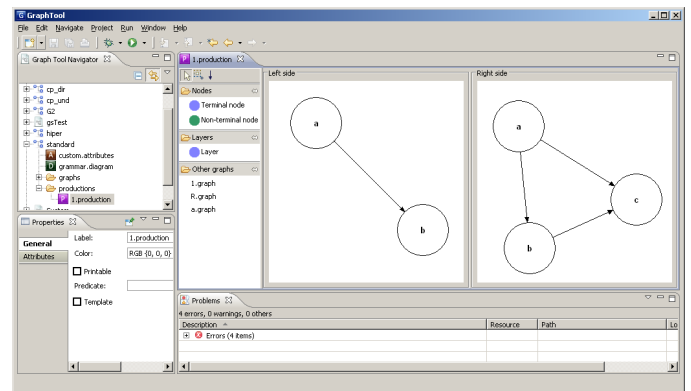 GraphTool
File Edit Navigate Project Run Window Help
Graph Tool Navigator
cp_dir
cp_und
G2
gsTest
hiper
standard
custom.attributes
grammar.diagram
graphs
productions
1.production
Properties
General
Attributes
Label: 1.production
Color: RGB {0, 0, 0}
Printable
Predicate:
Template
1.production
Nodes
Terminal node
Non-terminal node
Layers
Layer
Other graphs
1.graph
R.graph
a.graph
Left side
a
b
Right side
a
b
c
Problems
4 errors, 0 warnings, 0 others
Description Resource Path Lo
Errors (4 items)